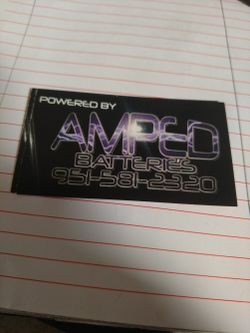 POWERED BY
AMPED
BATTERIES
951-581-2320